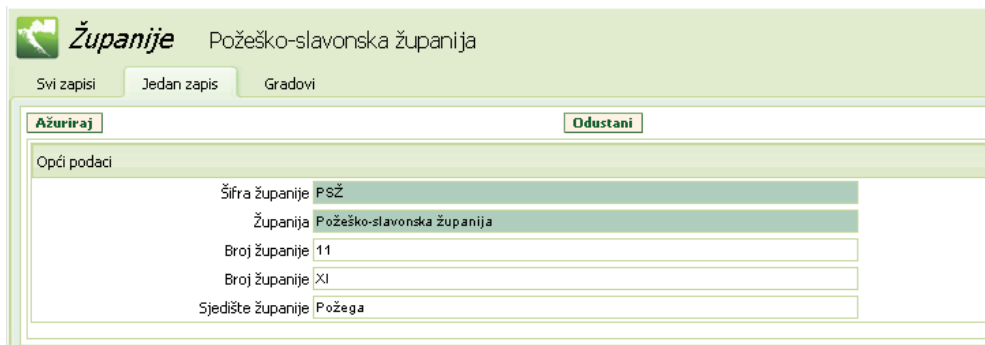 Županije Požeško-slavonska županija
Svi zapisi Jedan zapis Gradovi
Ažuriraj Odustani
Opći podaci
Šifra županije PSŽ
Županija Požeško-slavonska županija
Broj županije 11
Broj županije XI
Sjedište županije Požega